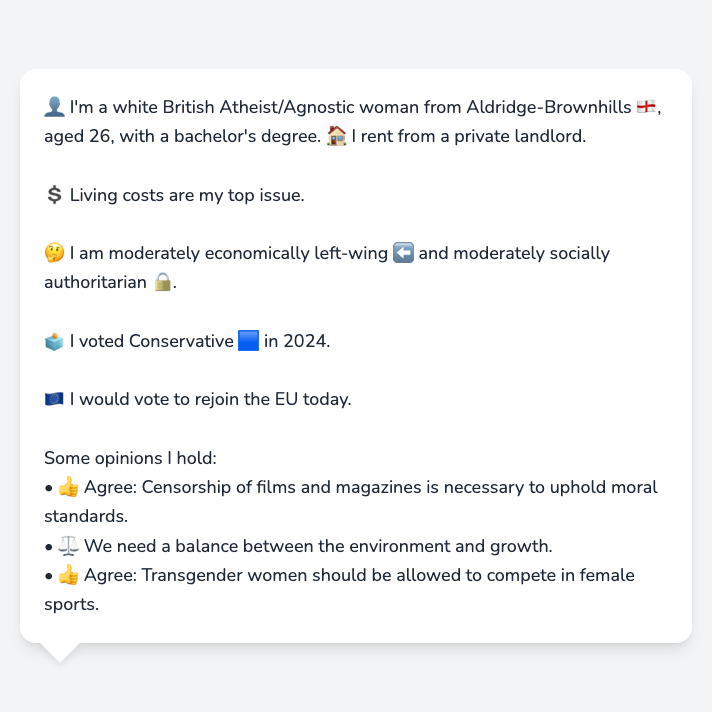 👤 I'm a white British Atheist/Agnostic woman from Aldridge-Brownhills 🏴󠁧󠁢󠁥󠁮󠁧󠁿,
aged 26, with a bachelor's degree. 🏠 I rent from a private landlord.
💲 Living costs are my top issue.
🤔 I am moderately economically left-wing ⬅️ and moderately socially
authoritarian 🔒.
🗳️ I voted Conservative 🟦 in 2024.
🇪🇺 I would vote to rejoin the EU today.
Some opinions I hold:
• 👍 Agree: Censorship of films and magazines is necessary to uphold moral
standards.
• ⚖️ We need a balance between the environment and growth.
• 👍 Agree: Transgender women should be allowed to compete in female
sports.